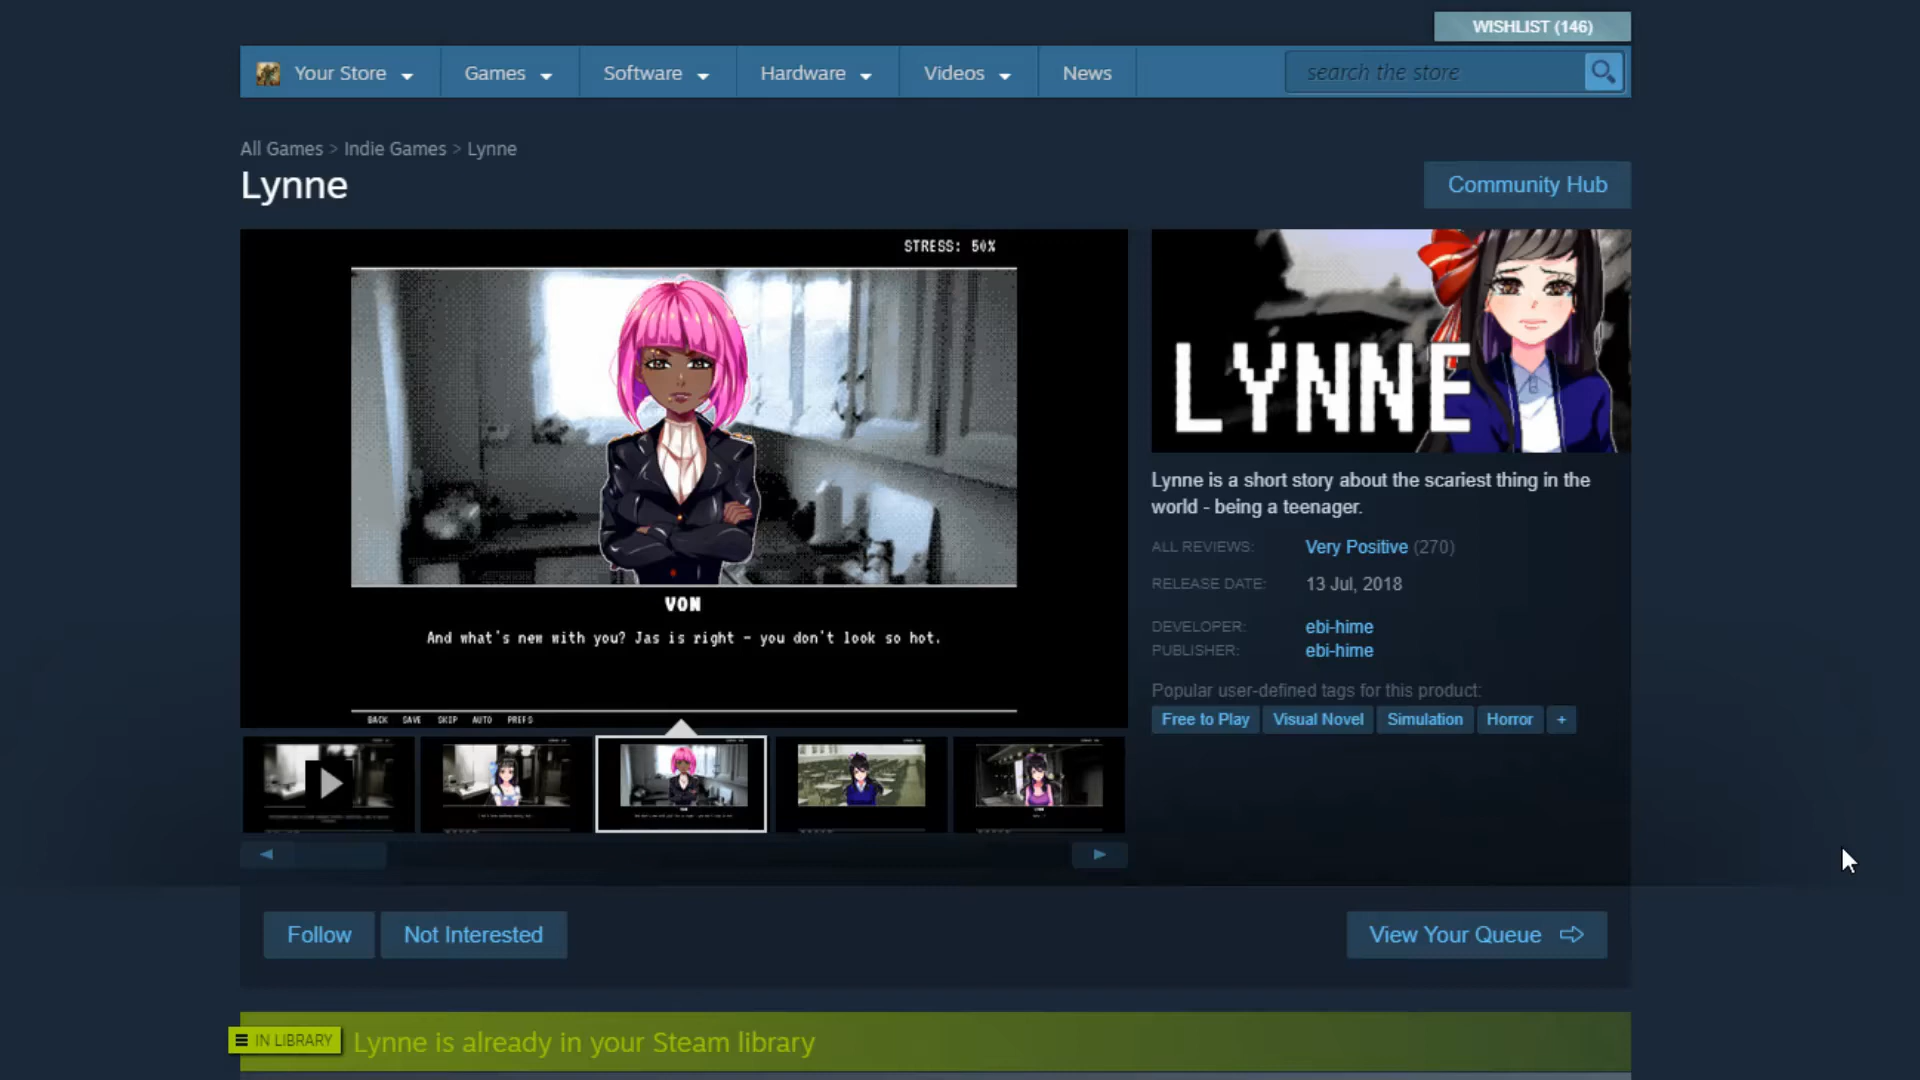 WISHLIST (146)
Your Store
Games
Software
Hardware
Videos
News
search the store
All Games > Indie Games > Lynne
Lynne
Community Hub
STRESS: 50%
VON
And what's new with you? Jas is right - you don't look so hot.
BACK SAVE SKIP AUTO PREFS
LYNNE
Lynne is a short story about the scariest thing in the
world - being a teenager.
ALL REVIEWS: Very Positive (270)
RELEASE DATE: 13 Jul, 2018
DEVELOPER: ebi-hime
PUBLISHER: ebi-hime
Popular user-defined tags for this product:
Free to Play Visual Novel Simulation Horror +
Follow
Not Interested
View Your Queue
IN LIBRARY
Lynne is already in your Steam library